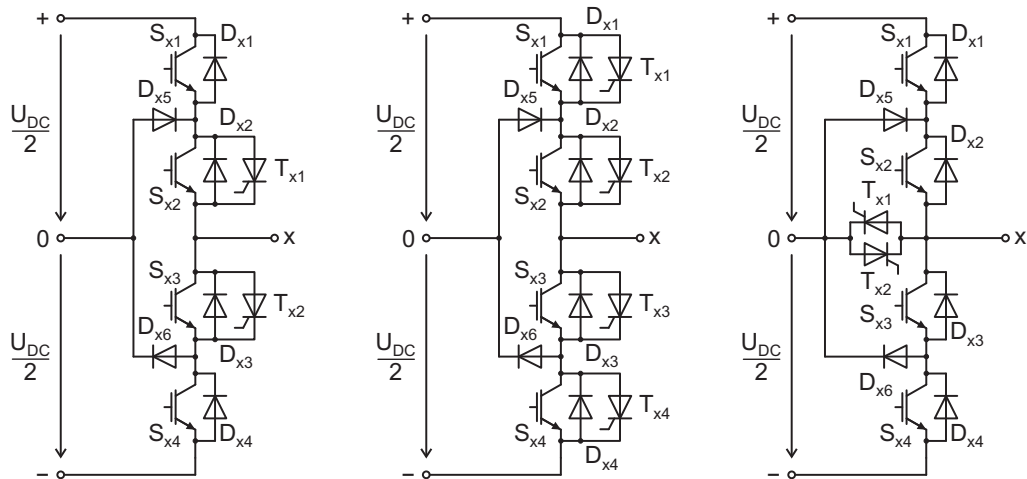 +
S_x1
D_x1
D_x5
D_x2
U_DC
2
T_x1
S_x2
0
x
S_x3
T_x2
D_x6
D_x3
U_DC
2
S_x4
D_x4
−
+
D_x1
S_x1
T_x1
D_x5
D_x2
U_DC
2
T_x2
S_x2
0
x
S_x3
T_x3
D_x6
D_x3
U_DC
2
T_x4
S_x4
D_x4
−
+
S_x1
D_x1
D_x5
U_DC
2
D_x2
S_x2
T_x1
0
x
T_x2
S_x3
D_x3
U_DC
2
D_x6
S_x4
D_x4
−